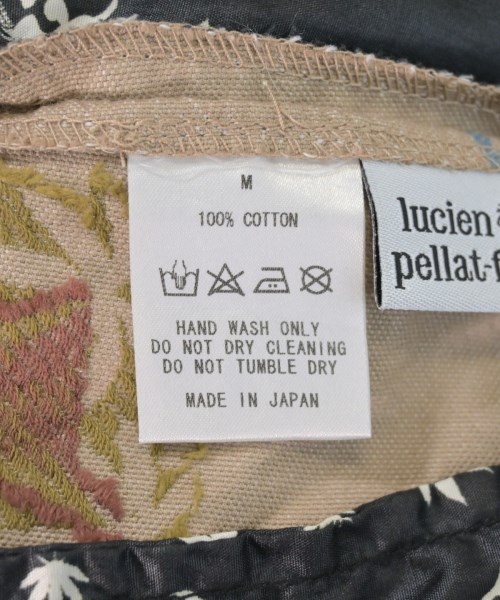 M
100% COTTON
HAND WASH ONLY
DO NOT DRY CLEANING
DO NOT TUMBLE DRY
MADE IN JAPAN
lucien
pellat-f